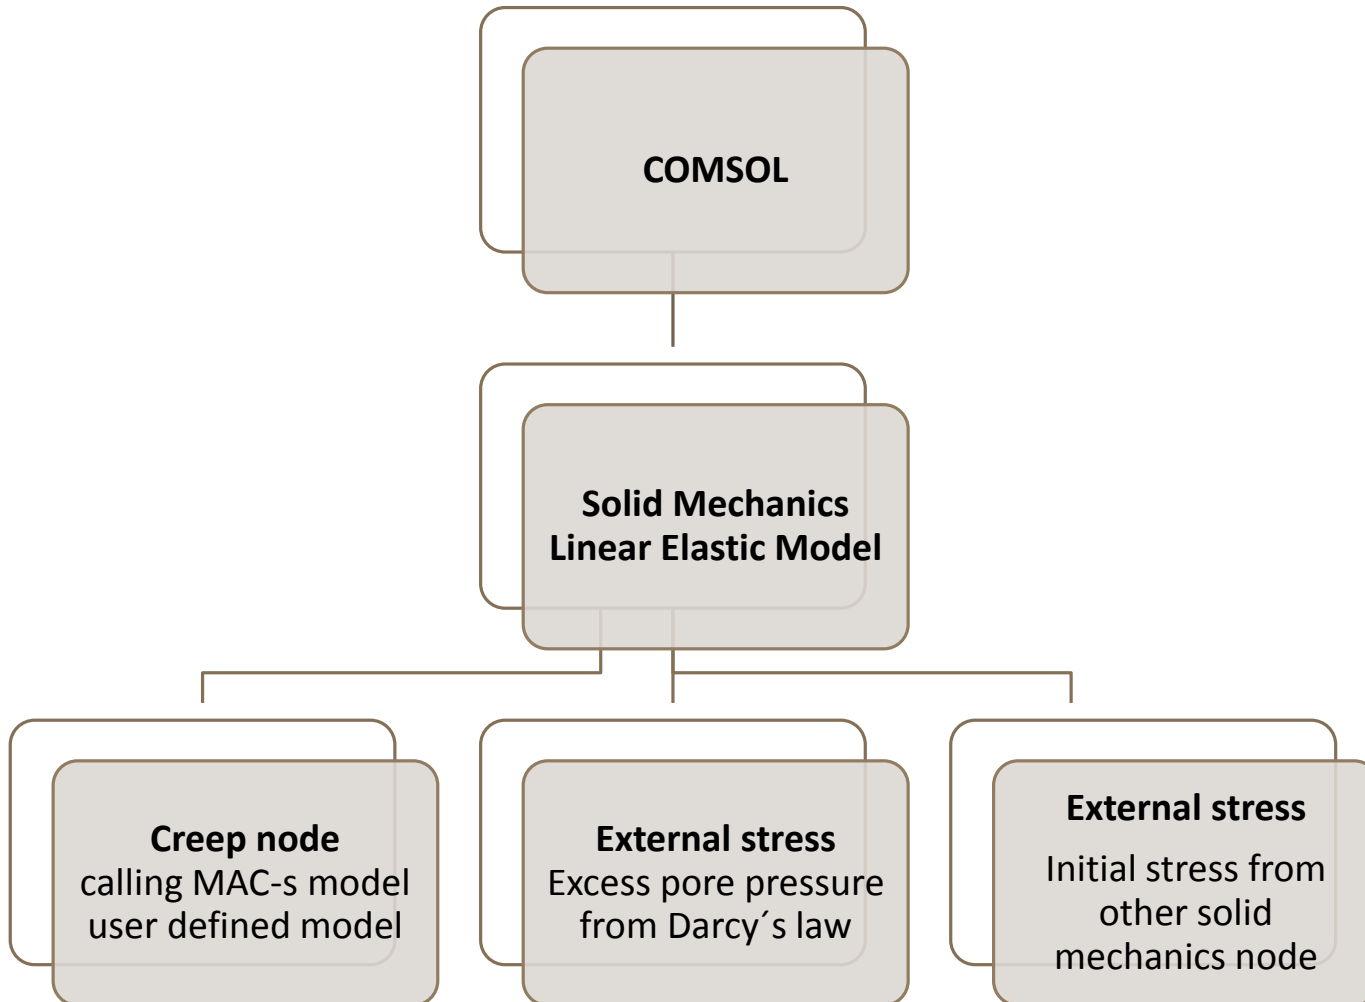 COMSOL
Solid Mechanics
Linear Elastic Model
Creep node
calling MAC-s model
user defined model
External stress
Excess pore pressure
from Darcy´s law
External stress
Initial stress from
other solid
mechanics node